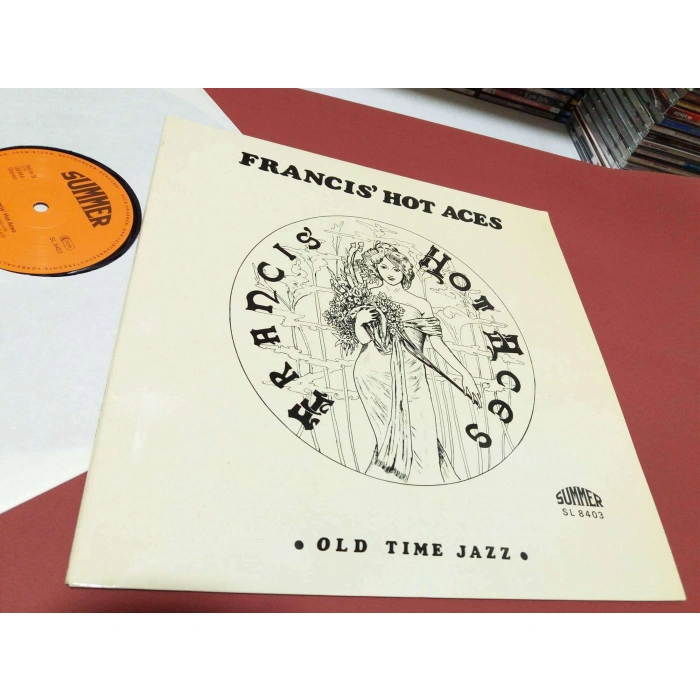 FRANCIS' HOT ACES
FRANCIS' HOT ACES
SUMMER
SL 8403
• OLD TIME JAZZ •
SUMMER